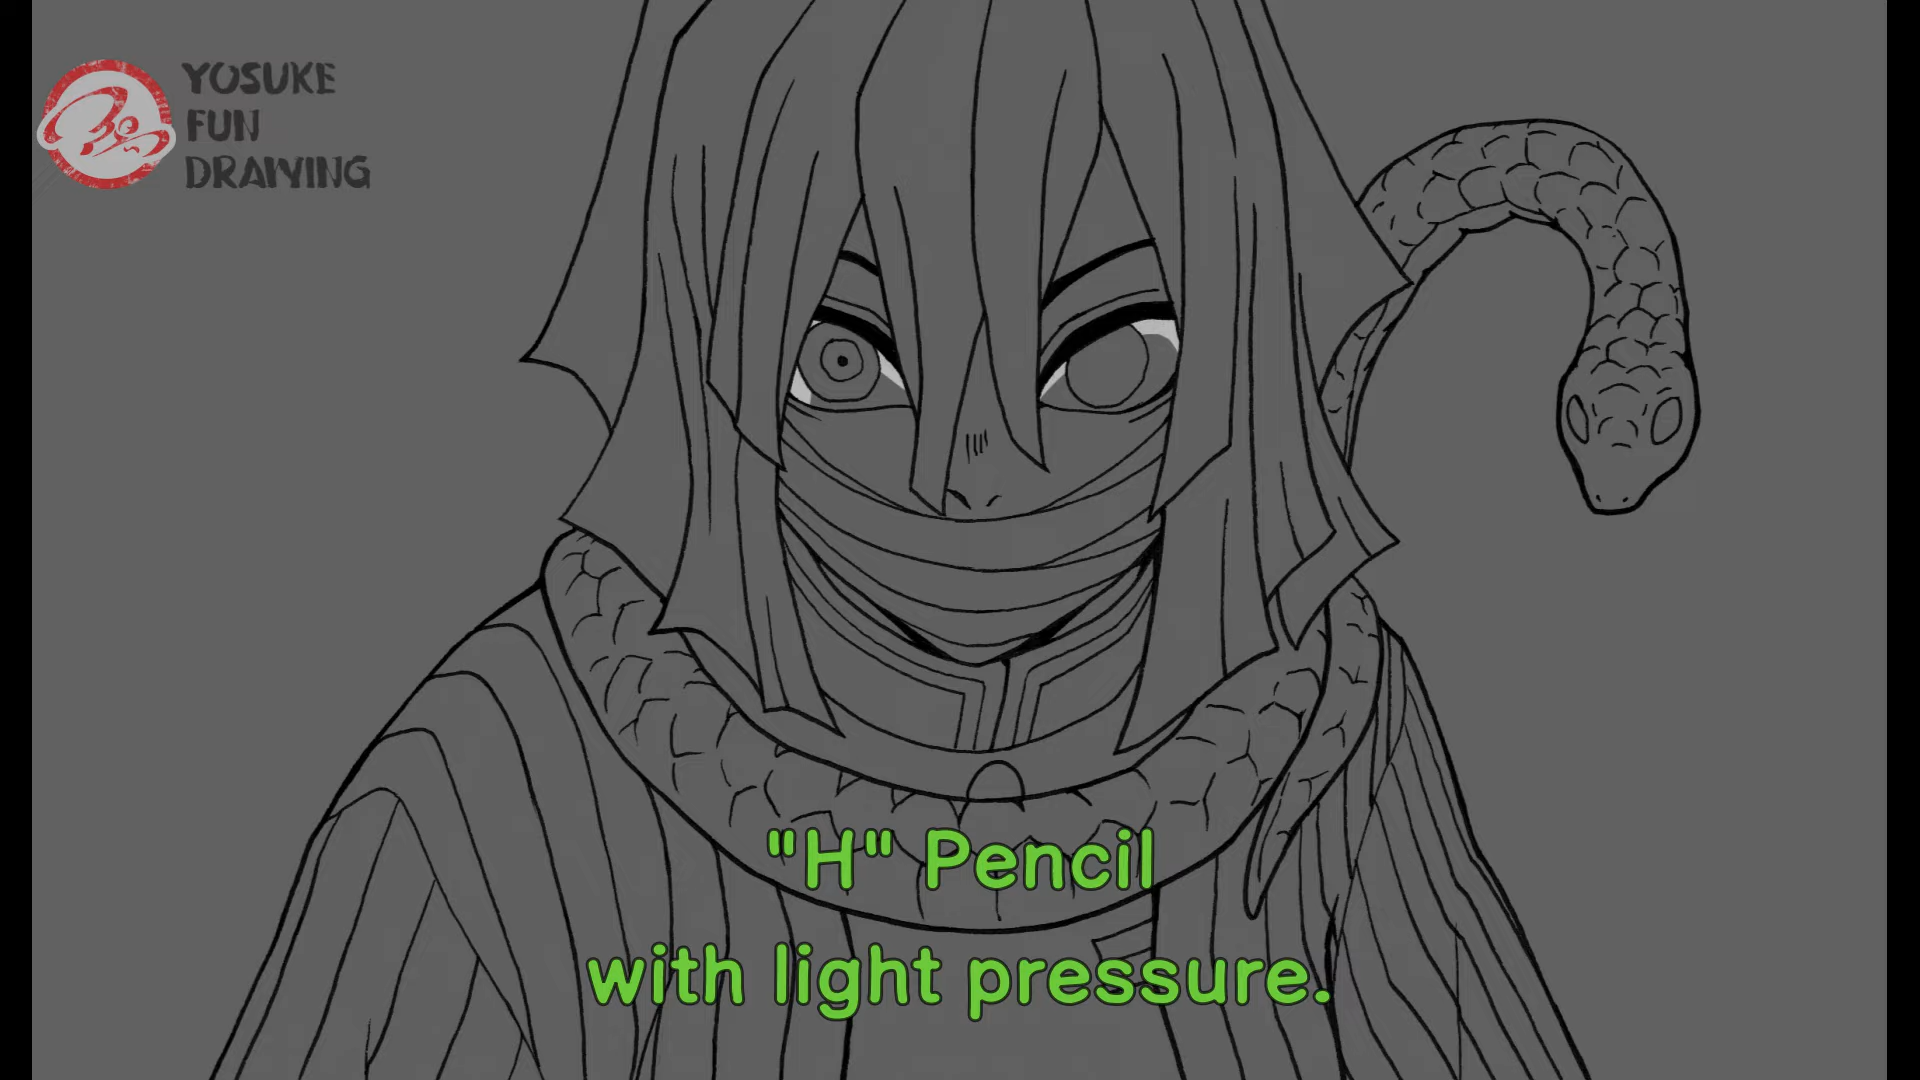 YOSUKE
FUN
DRAWING
"H" Pencil
with light pressure.